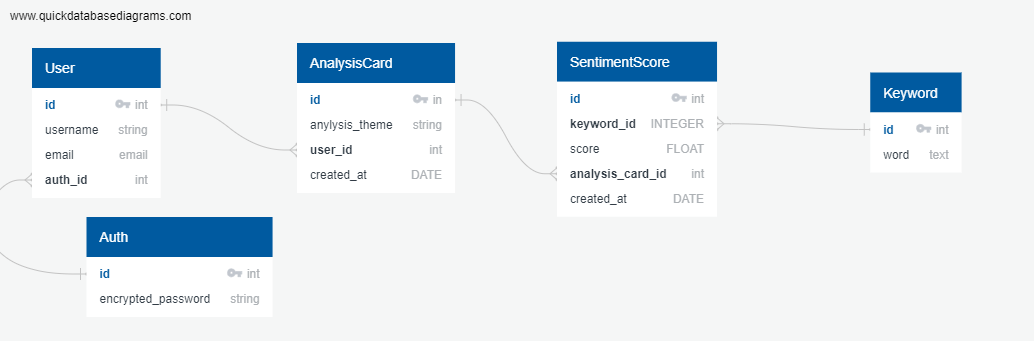 www.quickdatabasediagrams.com
User
id int
username string
email email
auth_id int
AnalysisCard
id in
anylysis_theme string
user_id int
created_at DATE
SentimentScore
id int
keyword_id INTEGER
score FLOAT
analysis_card_id int
created_at DATE
Keyword
id int
word text
Auth
id int
encrypted_password string